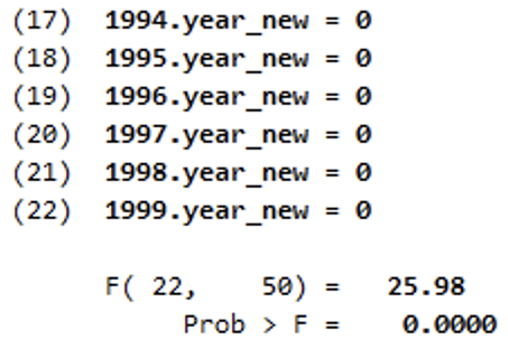 (17) 1994.year_new = 0
(18) 1995.year_new = 0
(19) 1996.year_new = 0
(20) 1997.year_new = 0
(21) 1998.year_new = 0
(22) 1999.year_new = 0
F( 22, 50) = 25.98
Prob > F = 0.0000